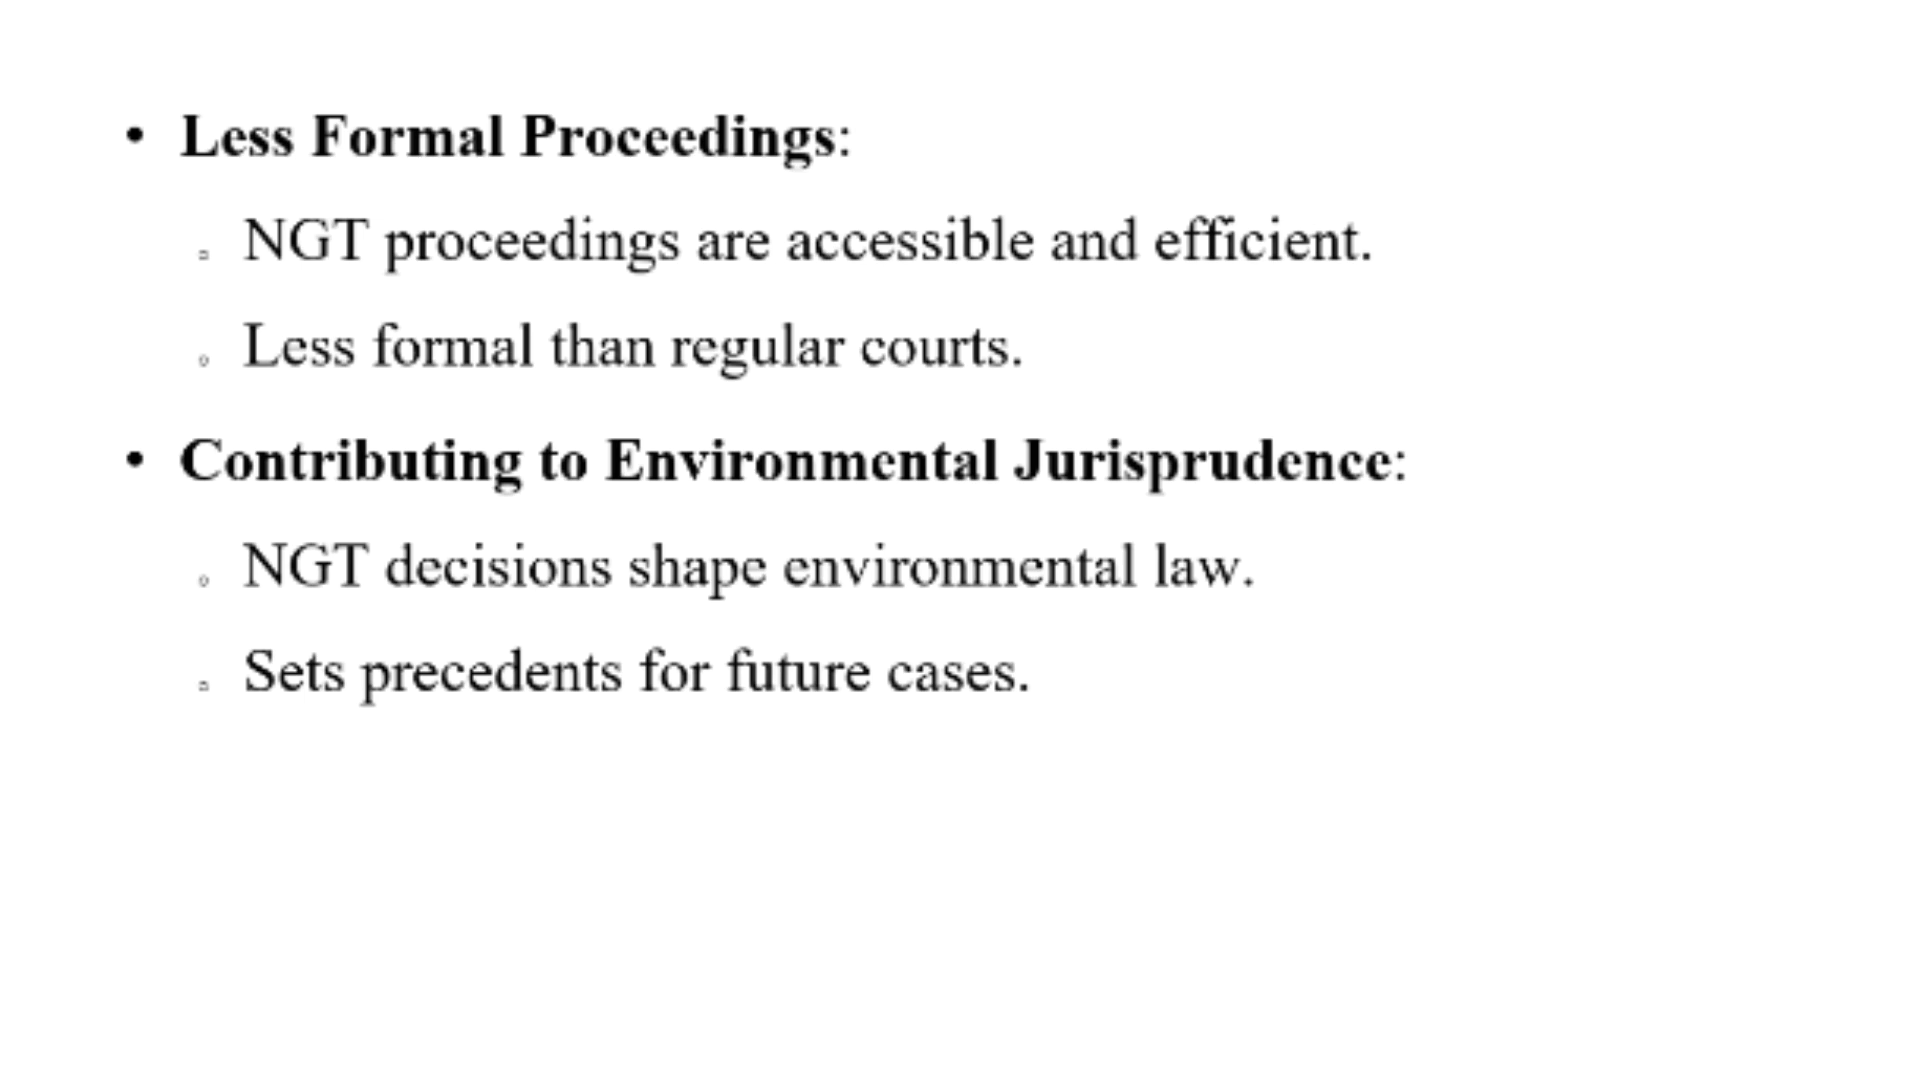 • Less Formal Proceedings:
◦ NGT proceedings are accessible and efficient.
◦ Less formal than regular courts.
• Contributing to Environmental Jurisprudence:
◦ NGT decisions shape environmental law.
◦ Sets precedents for future cases.